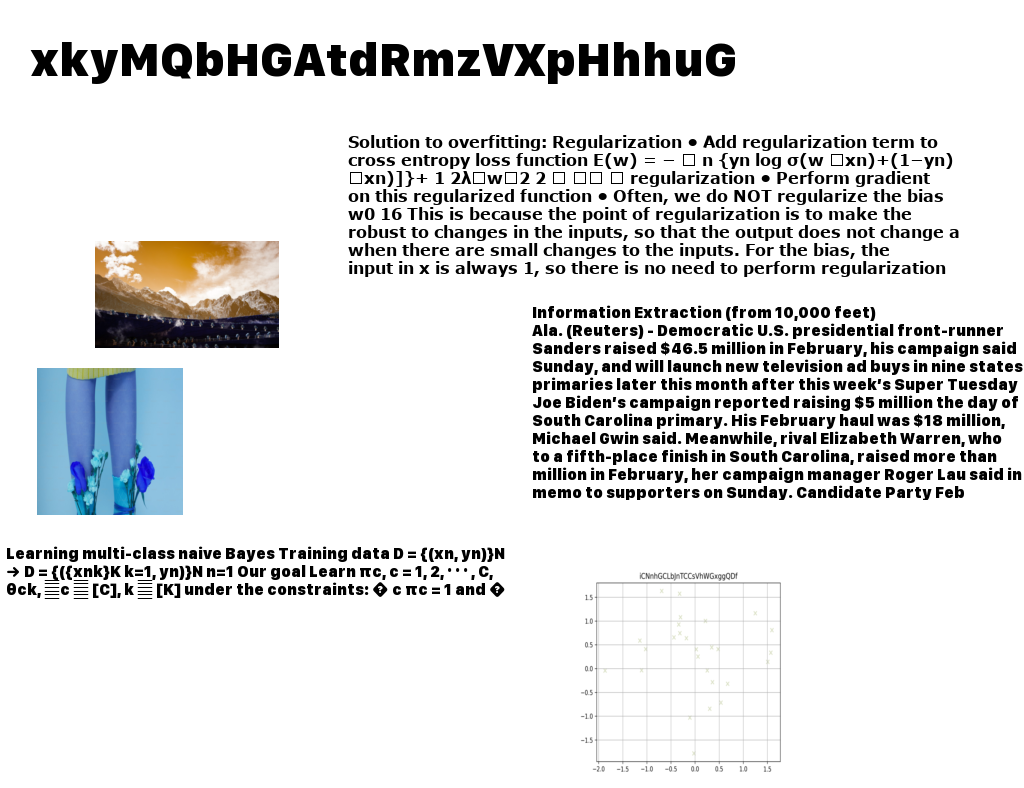 xkyMQbHGAtdRmzVXpHhhuG
Solution to overfitting: Regularization • Add regularization term to
cross entropy loss function E(w) = − □ n {yn log σ(w □xn)+(1−yn)
□xn)]}+ 1 2λ□w□2 2 □ □□ □ regularization • Perform gradient
on this regularized function • Often, we do NOT regularize the bias
w0 16 This is because the point of regularization is to make the
robust to changes in the inputs, so that the output does not change a
when there are small changes to the inputs. For the bias, the
input in x is always 1, so there is no need to perform regularization
Information Extraction (from 10,000 feet)
Ala. (Reuters) - Democratic U.S. presidential front-runner
Sanders raised $46.5 million in February, his campaign said
Sunday, and will launch new television ad buys in nine states
primaries later this month after this week’s Super Tuesday
Joe Biden’s campaign reported raising $5 million the day of
South Carolina primary. His February haul was $18 million,
Michael Gwin said. Meanwhile, rival Elizabeth Warren, who
to a fifth-place finish in South Carolina, raised more than
million in February, her campaign manager Roger Lau said in
memo to supporters on Sunday. Candidate Party Feb
Learning multi-class naive Bayes Training data D = {(xn, yn)}N
→ D = {({xnk}K k=1, yn)}N n=1 Our goal Learn πc, c = 1, 2, · · · , C,
θck, □c □ [C], k □ [K] under the constraints: � c πc = 1 and �
iCNnhGCLbJnTCCsVhWGxggQDf
1.5
1.0
0.5
0.0
−0.5
−1.0
−1.5
−2.0 −1.5 −1.0 −0.5 0.0 0.5 1.0 1.5